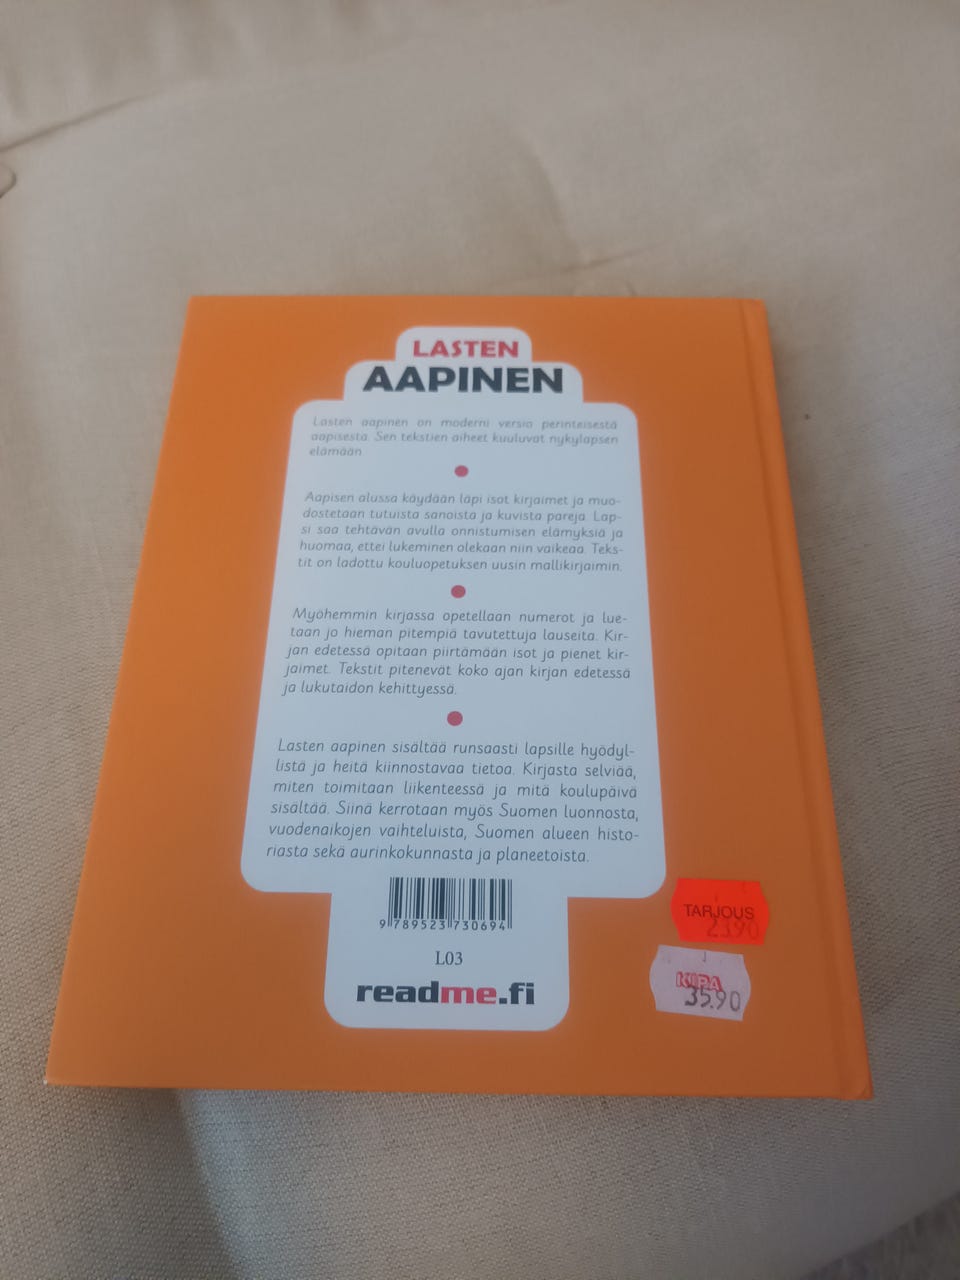 LASTEN
AAPINEN
Lasten aapinen on moderni versio perinteisestä
aapisesta. Sen tekstien aiheet kuuluvat nykylapsen
elämään.
Aapisen alussa käydään läpi isot kirjaimet ja muo-
dostetaan tutuista sanoista ja kuvista pareja. Lap-
si saa tehtävän avulla onnistumisen elämyksiä ja
huomaa, ettei lukeminen olekaan niin vaikeaa. Teks-
tit on ladottu kouluopetuksen uusin mallikirjaimin.
Myöhemmin kirjassa opetellaan numerot ja lue-
taan jo hieman pitempiä tavutettuja lauseita. Kir-
jan edetessä opitaan piirtämään isot ja pienet kir-
jaimet. Tekstit pitenevät koko ajan kirjan edetessä
ja lukutaidon kehittyessä.
Lasten aapinen sisältää runsaasti lapsille hyödyl-
listä ja heitä kiinnostavaa tietoa. Kirjasta selviää,
miten toimitaan liikenteessä ja mitä koulupäivä
sisältää. Siinä kerrotaan myös Suomen luonnosta,
vuodenaikojen vaihteluista, Suomen alueen histo-
riasta sekä aurinkokunnasta ja planeetoista.
9 789523 730694
L03
readme.fi
TARJOUS
23.90
KIPA
35.90